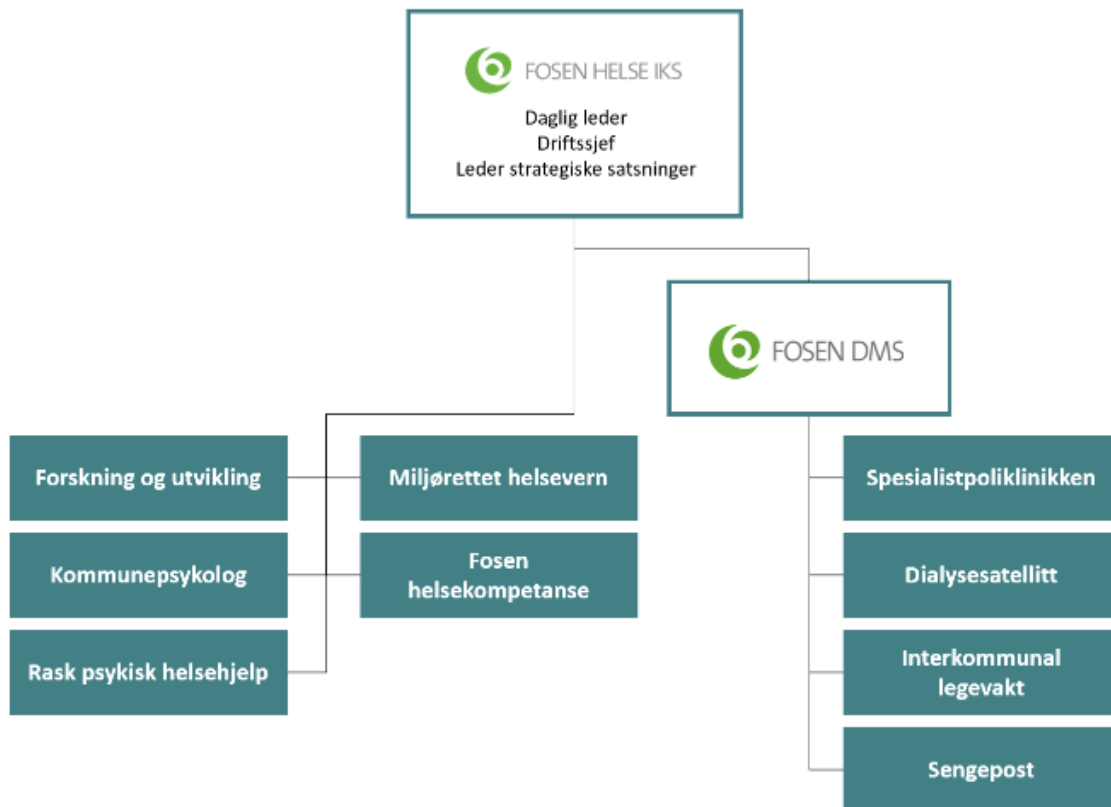 FOSEN HELSE IKS
Daglig leder
Driftssjef
Leder strategiske satsninger
FOSEN DMS
Forskning og utvikling
Miljørettet helsevern
Kommunepsykolog
Fosen
helsekompetanse
Rask psykisk helsehjelp
Spesialistpoliklinikken
Dialysesatellitt
Interkommunal
legevakt
Sengepost